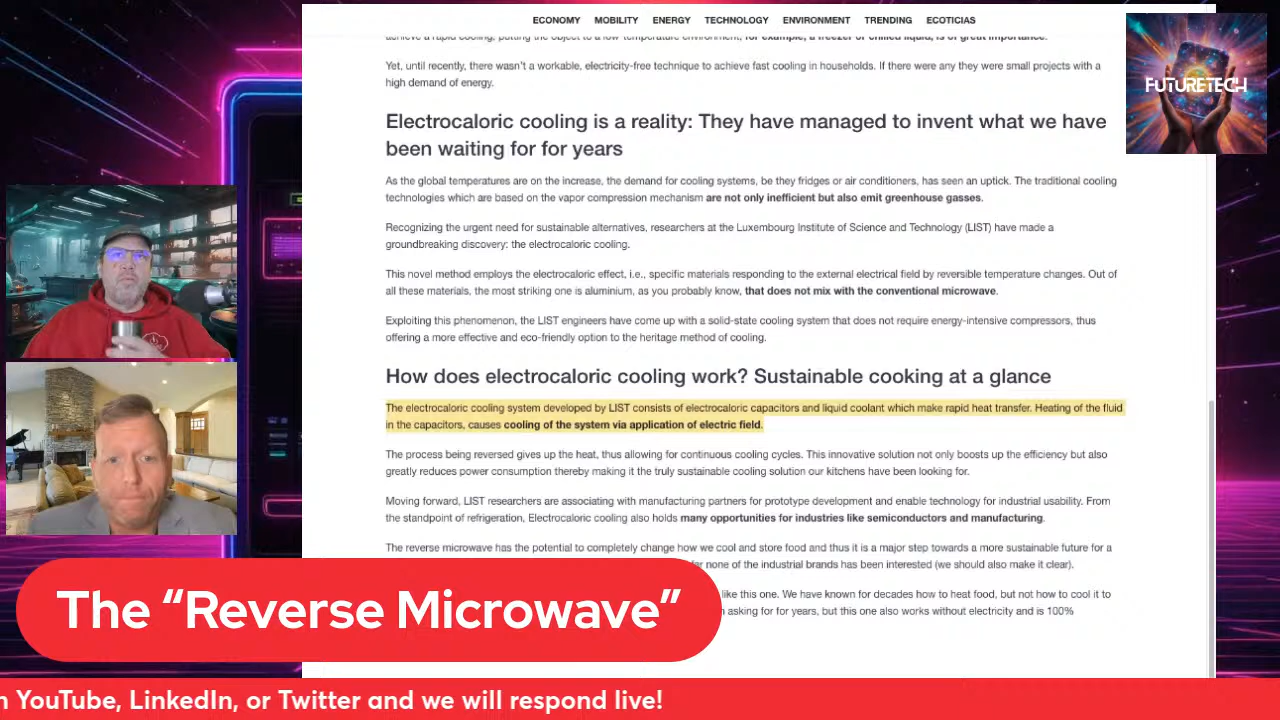 ECONOMY MOBILITY ENERGY TECHNOLOGY ENVIRONMENT TRENDING ECOTICIAS
FUTURETECH
achieve a rapid cooling, putting the object to a low-temperature environment, for example, a freezer or chilled liquid, is of great importance.
Yet, until recently, there wasn't a workable, electricity-free technique to achieve fast cooling in households. If there were any they were small projects with a
high demand of energy.
Electrocaloric cooling is a reality: They have managed to invent what we have
been waiting for for years
As the global temperatures are on the increase, the demand for cooling systems, be they fridges or air conditioners, has seen an uptick. The traditional cooling
technologies which are based on the vapor compression mechanism are not only inefficient but also emit greenhouse gasses.
Recognizing the urgent need for sustainable alternatives, researchers at the Luxembourg Institute of Science and Technology (LIST) have made a
groundbreaking discovery: the electrocaloric cooling.
This novel method employs the electrocaloric effect, i.e., specific materials responding to the external electrical field by reversible temperature changes. Out of
all these materials, the most striking one is aluminium, as you probably know, that does not mix with the conventional microwave.
Exploiting this phenomenon, the LIST engineers have come up with a solid-state cooling system that does not require energy-intensive compressors, thus
offering a more effective and eco-friendly option to the heritage method of cooling.
How does electrocaloric cooling work? Sustainable cooking at a glance
The electrocaloric cooling system developed by LIST consists of electrocaloric capacitors and liquid coolant which make rapid heat transfer. Heating of the fluid
in the capacitors, causes cooling of the system via application of electric field.
The process being reversed gives up the heat, thus allowing for continuous cooling cycles. This innovative solution not only boosts up the efficiency but also
greatly reduces power consumption thereby making it the truly sustainable cooling solution our kitchens have been looking for.
Moving forward, LIST researchers are associating with manufacturing partners for prototype development and enable technology for industrial usability. From
the standpoint of refrigeration, Electrocaloric cooling also holds many opportunities for industries like semiconductors and manufacturing.
The reverse microwave has the potential to completely change how we cool and store food and thus it is a major step towards a more sustainable future for a
none of the industrial brands has been interested (we should also make it clear).
like this one. We have known for decades how to heat food, but not how to cool it to
asking for for years, but this one also works without electricity and is 100%
The “Reverse Microwave”
YouTube, LinkedIn, or Twitter and we will respond live!